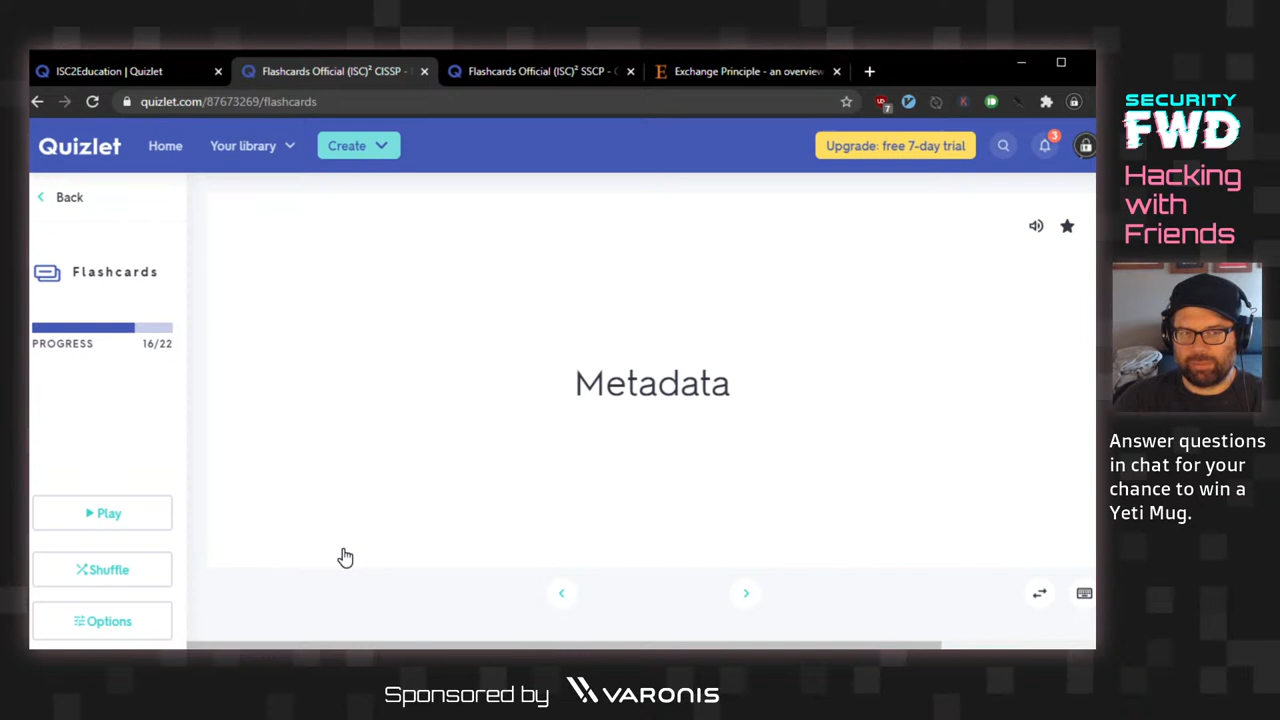 ISC2Education | Quizlet
Flashcards Official (ISC)² CISSP -
Flashcards Official (ISC)² SSCP -
Exchange Principle - an overview
quizlet.com/87673269/flashcards
7
Quizlet
Home
Your library
Create
Upgrade: free 7-day trial
3
Back
Flashcards
PROGRESS
16/22
Metadata
Play
Shuffle
Options
SECURITY
FWD
Hacking
with
Friends
Answer questions
in chat for your
chance to win a
Yeti Mug.
Sponsored by VARONIS